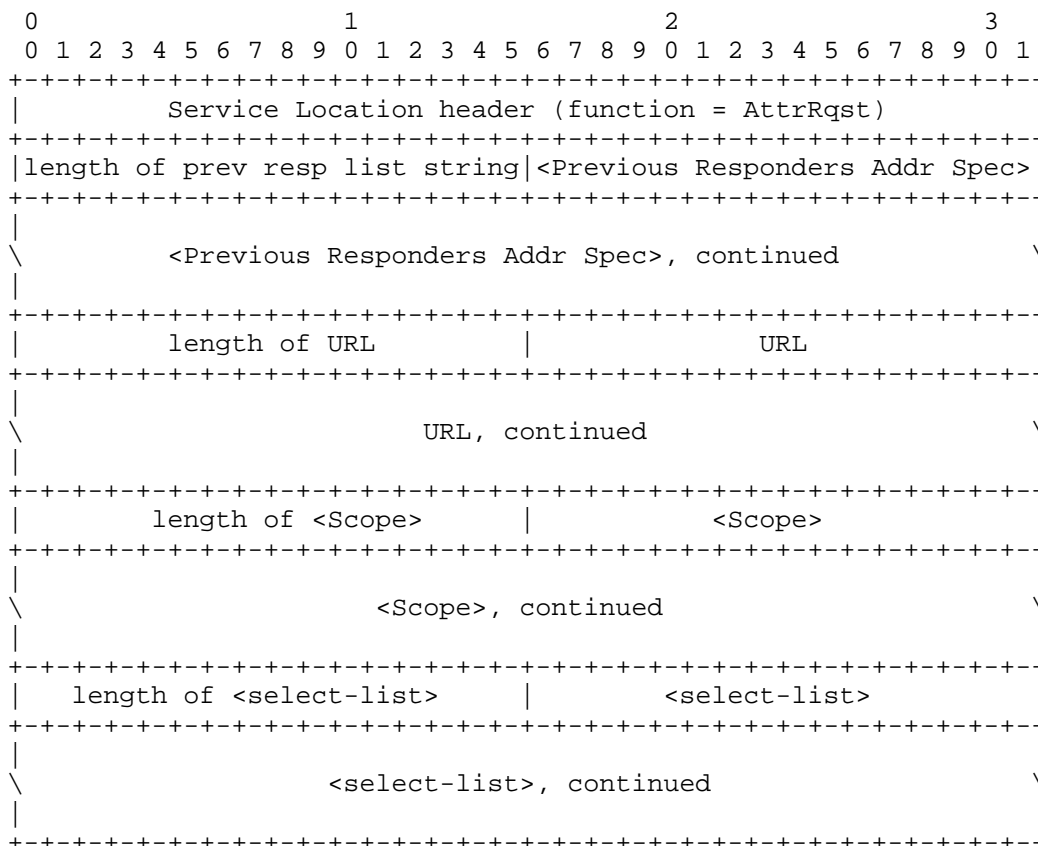 0                   1                   2                   3
 0 1 2 3 4 5 6 7 8 9 0 1 2 3 4 5 6 7 8 9 0 1 2 3 4 5 6 7 8 9 0 1
+-+-+-+-+-+-+-+-+-+-+-+-+-+-+-+-+-+-+-+-+-+-+-+-+-+-+-+-+-+-+-+-+--
|         Service Location header (function = AttrRqst)
+-+-+-+-+-+-+-+-+-+-+-+-+-+-+-+-+-+-+-+-+-+-+-+-+-+-+-+-+-+-+-+-+--
|length of prev resp list string|<Previous Responders Addr Spec>
+-+-+-+-+-+-+-+-+-+-+-+-+-+-+-+-+-+-+-+-+-+-+-+-+-+-+-+-+-+-+-+-+--
|
\         <Previous Responders Addr Spec>, continued            \
|
+-+-+-+-+-+-+-+-+-+-+-+-+-+-+-+-+-+-+-+-+-+-+-+-+-+-+-+-+-+-+-+-+--
|         length of URL         |              URL
+-+-+-+-+-+-+-+-+-+-+-+-+-+-+-+-+-+-+-+-+-+-+-+-+-+-+-+-+-+-+-+-+--
|
\                         URL, continued                        \
|
+-+-+-+-+-+-+-+-+-+-+-+-+-+-+-+-+-+-+-+-+-+-+-+-+-+-+-+-+-+-+-+-+--
|        length of <Scope>      |           <Scope>
+-+-+-+-+-+-+-+-+-+-+-+-+-+-+-+-+-+-+-+-+-+-+-+-+-+-+-+-+-+-+-+-+--
|
\                      <Scope>, continued                       \
|
+-+-+-+-+-+-+-+-+-+-+-+-+-+-+-+-+-+-+-+-+-+-+-+-+-+-+-+-+-+-+-+-+--
|   length of <select-list>     |        <select-list>
+-+-+-+-+-+-+-+-+-+-+-+-+-+-+-+-+-+-+-+-+-+-+-+-+-+-+-+-+-+-+-+-+--
|
\                   <select-list>, continued                    \
|
+-+-+-+-+-+-+-+-+-+-+-+-+-+-+-+-+-+-+-+-+-+-+-+-+-+-+-+-+-+-+-+-+--